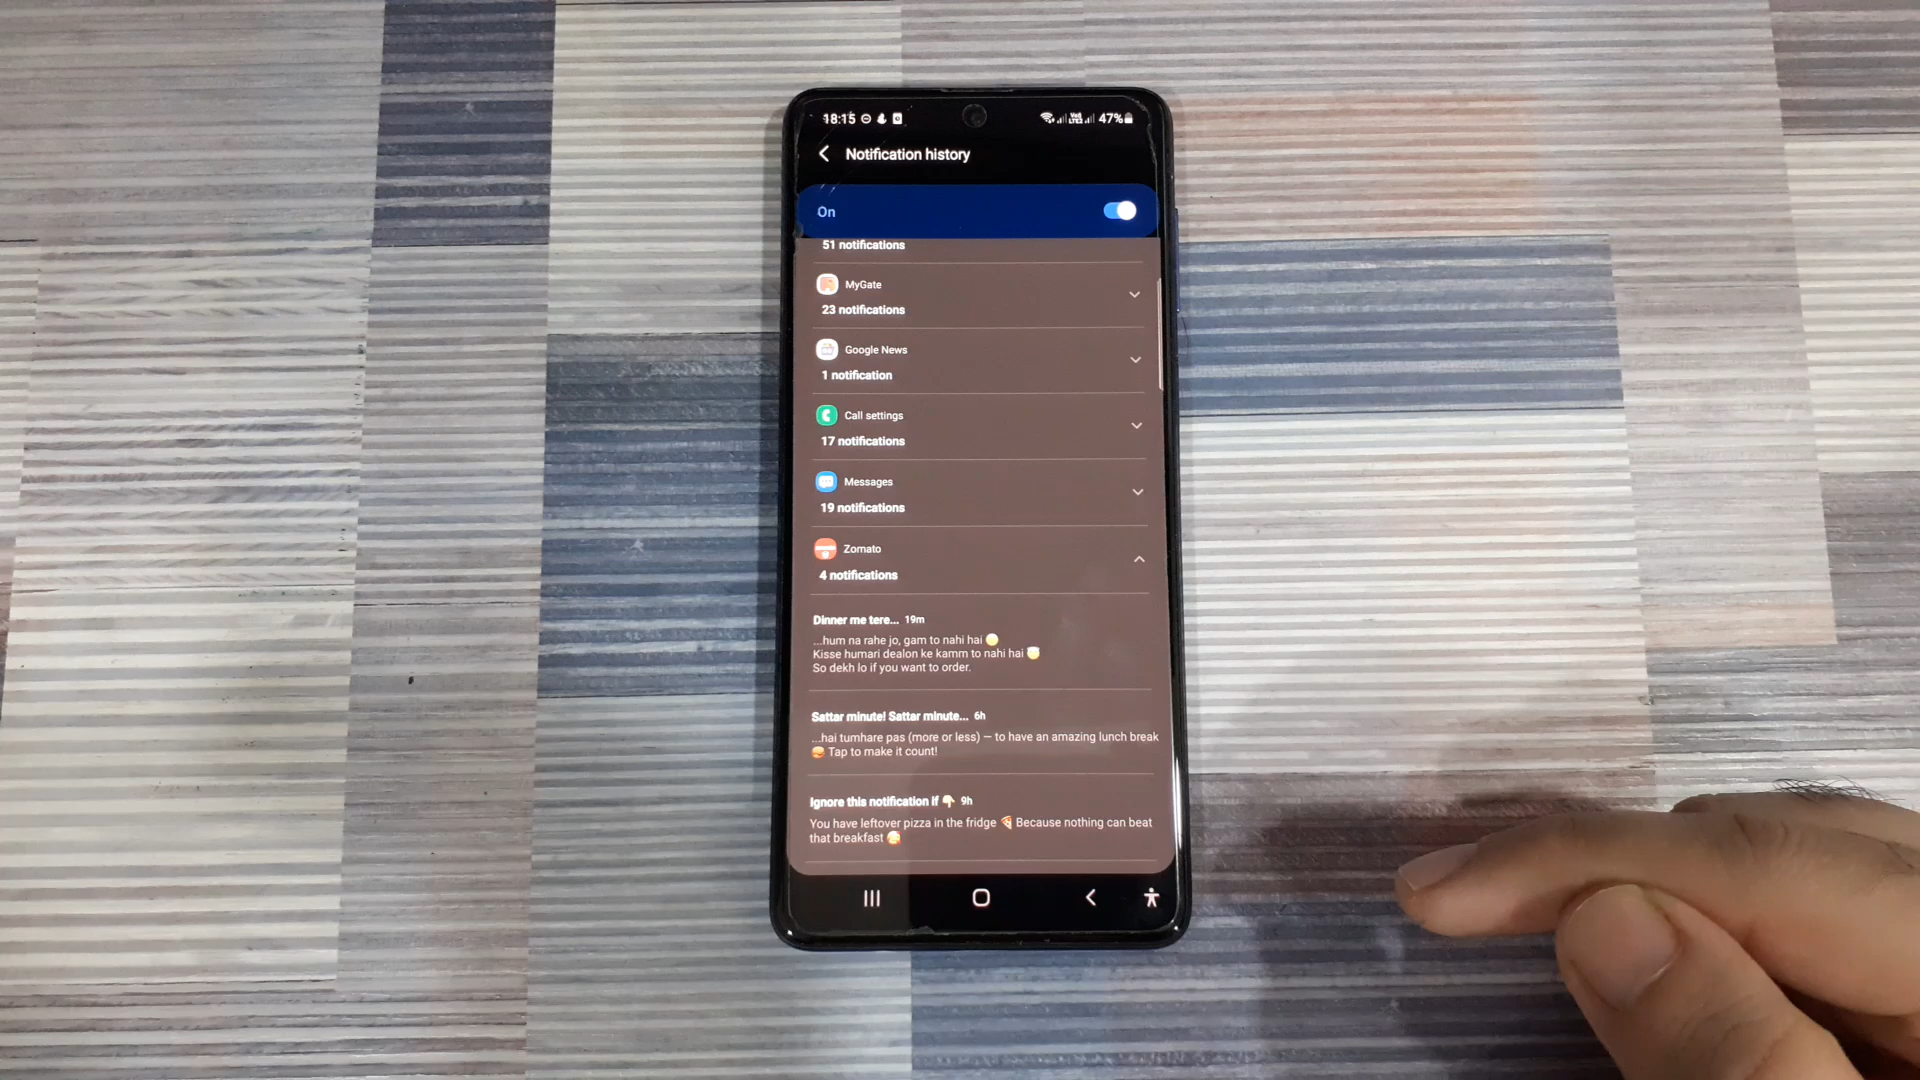 18:15
47%
Notification history
On
51 notifications
MyGate
23 notifications
Google News
1 notification
Call settings
17 notifications
Messages
19 notifications
Zomato
4 notifications
Dinner me tere... 19m
...hum na rahe jo, gam to nahi hai
Kisse humari dealon ke kamm to nahi hai
So dekh lo if you want to order.
Sattar minute! Sattar minute... 6h
...hai tumhare pas (more or less) — to have an amazing lunch break
Tap to make it count!
Ignore this notification if 👇 9h
You have leftover pizza in the fridge 🍕 Because nothing can beat
that breakfast